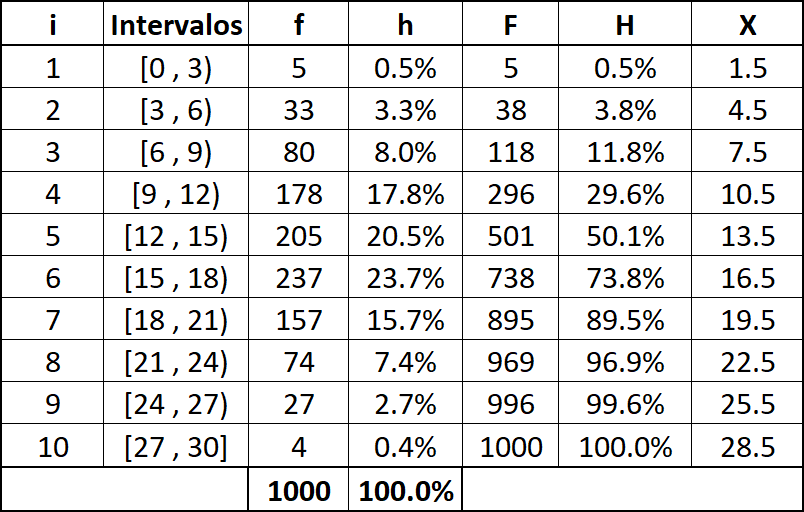 i Intervalos f h F H X
1 [0 , 3) 5 0.5% 5 0.5% 1.5
2 [3 , 6) 33 3.3% 38 3.8% 4.5
3 [6 , 9) 80 8.0% 118 11.8% 7.5
4 [9 , 12) 178 17.8% 296 29.6% 10.5
5 [12 , 15) 205 20.5% 501 50.1% 13.5
6 [15 , 18) 237 23.7% 738 73.8% 16.5
7 [18 , 21) 157 15.7% 895 89.5% 19.5
8 [21 , 24) 74 7.4% 969 96.9% 22.5
9 [24 , 27) 27 2.7% 996 99.6% 25.5
10 [27 , 30] 4 0.4% 1000 100.0% 28.5
1000 100.0%